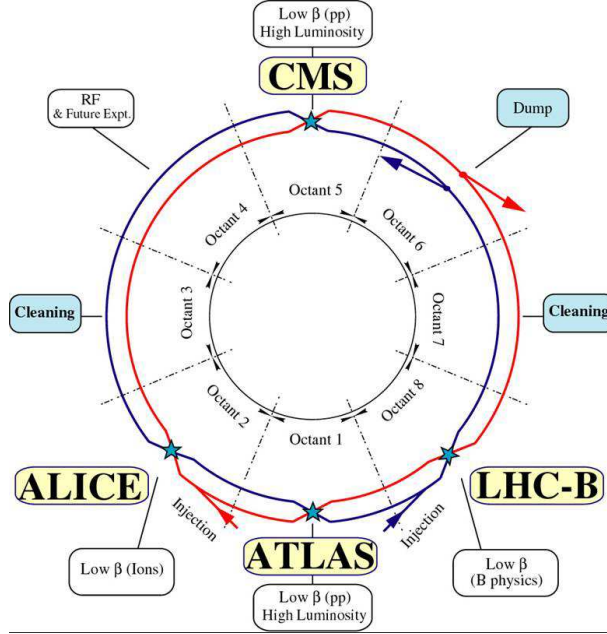 Low β (pp)
High Luminosity
CMS
RF
& Future Expt.
Dump
Octant 5
Octant 4
Octant 6
Cleaning
Octant 3
Octant 7
Cleaning
Octant 2
Octant 8
Octant 1
ALICE
LHC-B
Injection
Injection
ATLAS
Low β (Ions)
Low β
(B physics)
Low β (pp)
High Luminosity